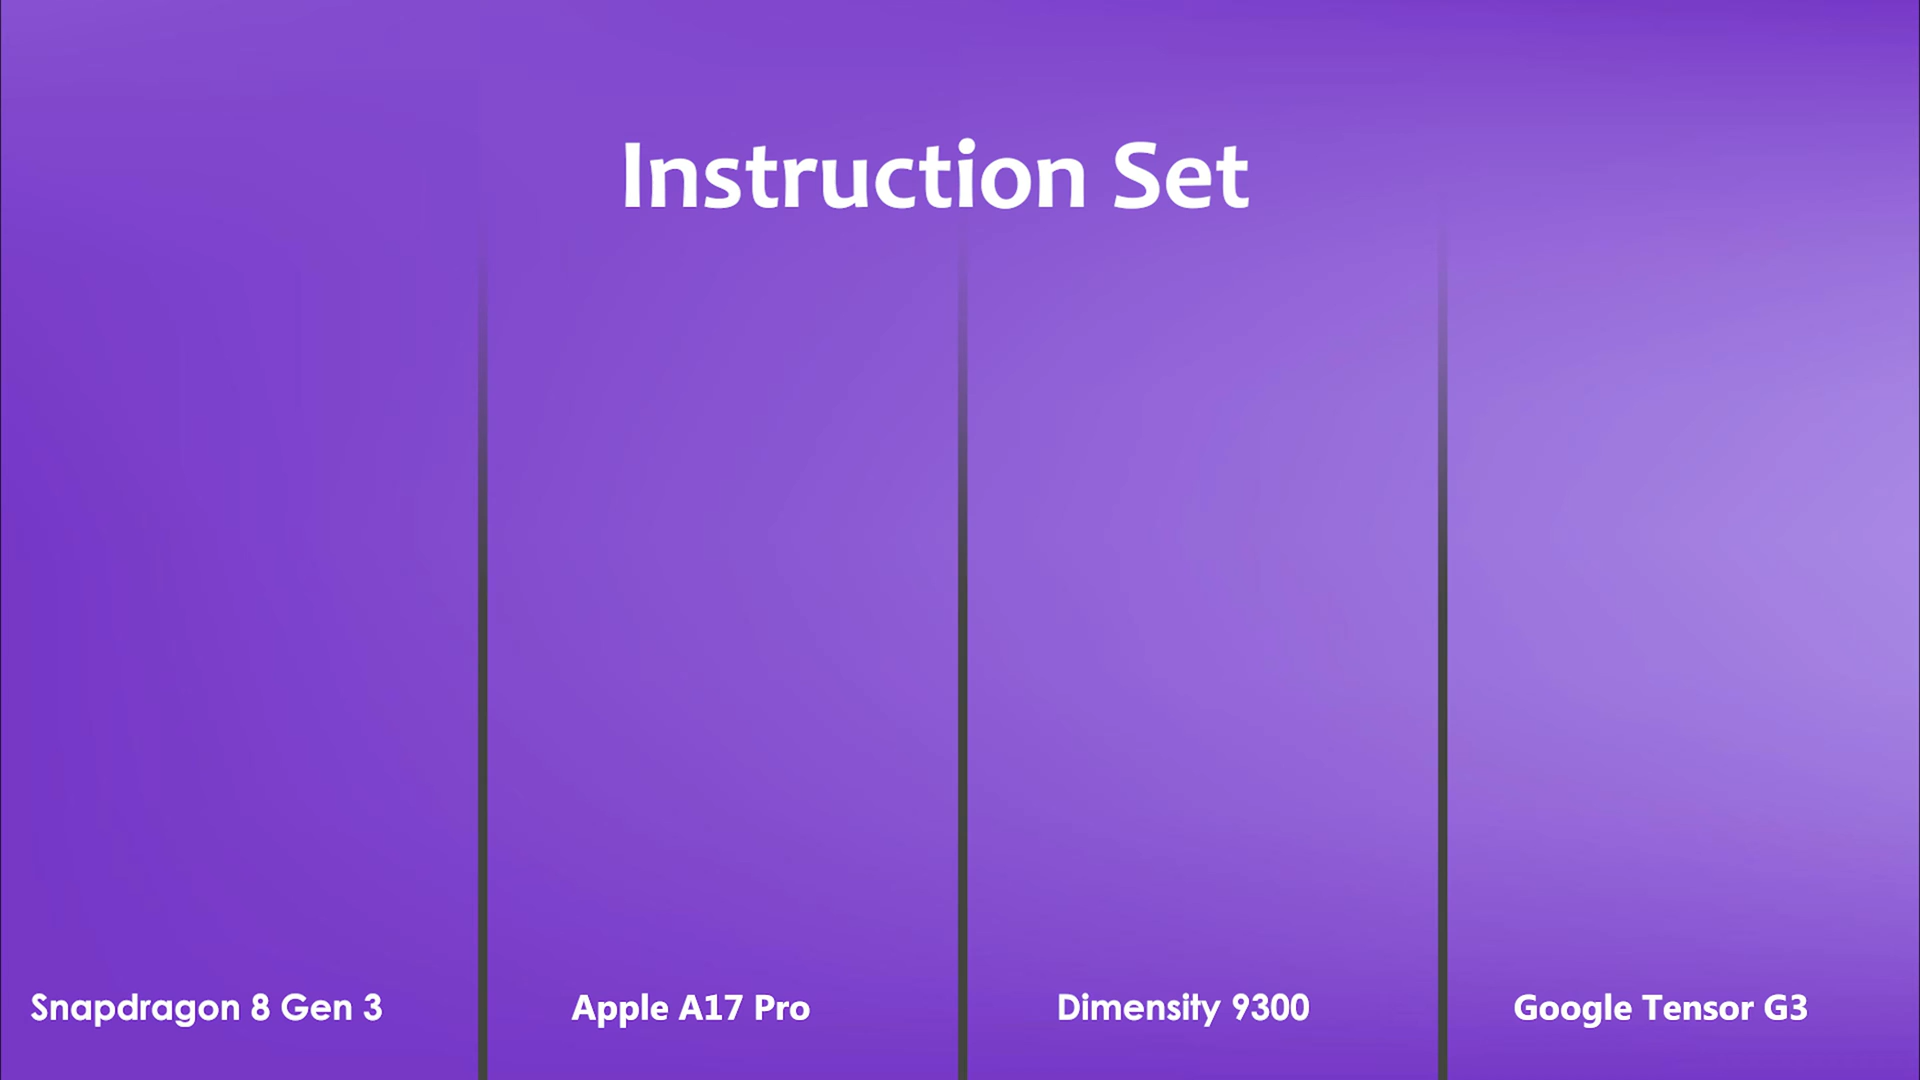 Instruction Set
Snapdragon 8 Gen 3
Apple A17 Pro
Dimensity 9300
Google Tensor G3